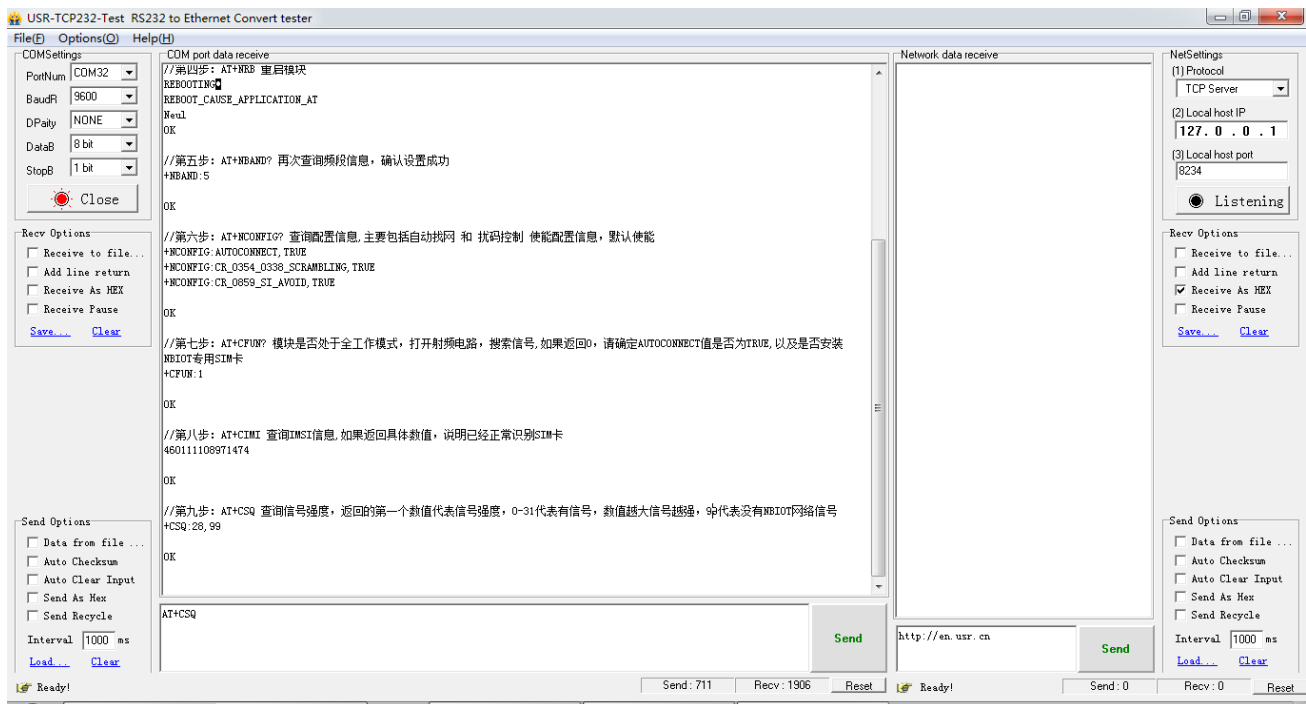 USR-TCP232-Test RS232 to Ethernet Convert tester
File(F) Options(O) Help(H)
COMSettings
PortNum COM32
BaudR 9600
DPaity NONE
DataB 8 bit
StopB 1 bit
Close
Recv Options
Receive to file...
Add line return
Receive As HEX
Receive Pause
Save... Clear
Send Options
Data from file ...
Auto Checksum
Auto Clear Input
Send As Hex
Send Recycle
Interval 1000 ms
Load... Clear
COM port data receive
//第四步: AT+NRB 重启模块
REBOOTING
REBOOT_CAUSE_APPLICATION_AT
Neul
OK
//第五步: AT+NBAND? 再次查询频段信息，确认设置成功
+NBAND:5
OK
//第六步: AT+NCONFIG? 查询配置信息,主要包括自动找网 和 扰码控制 使能配置信息，默认使能
+NCONFIG:AUTOCONNECT,TRUE
+NCONFIG:CR_0354_0338_SCRAMBLING,TRUE
+NCONFIG:CR_0859_SI_AVOID,TRUE
OK
//第七步: AT+CFUN? 模块是否处于全工作模式，打开射频电路，搜索信号,如果返回0，请确定AUTOCONNECT值是否为TRUE,以及是否安装
NBIOT专用SIM卡
+CFUN:1
OK
//第八步: AT+CIMI 查询IMSI信息,如果返回具体数值，说明已经正常识别SIM卡
460111108971474
OK
//第九步: AT+CSQ 查询信号强度，返回的第一个数值代表信号强度，0-31代表有信号，数值越大信号越强，99代表没有NBIOT网络信号
+CSQ:28,99
OK
AT+CSQ
Send
Ready!
Send : 711 Recv : 1906 Reset
Network data receive
http://en.usr.cn
Send
Ready!
Send : 0 Recv : 0 Reset
NetSettings
(1) Protocol
TCP Server
(2) Local host IP
127. 0 . 0 . 1
(3) Local host port
8234
Listening
Recv Options
Receive to file...
Add line return
Receive As HEX
Receive Pause
Save... Clear
Send Options
Data from file ...
Auto Checksum
Auto Clear Input
Send As Hex
Send Recycle
Interval 1000 ms
Load... Clear